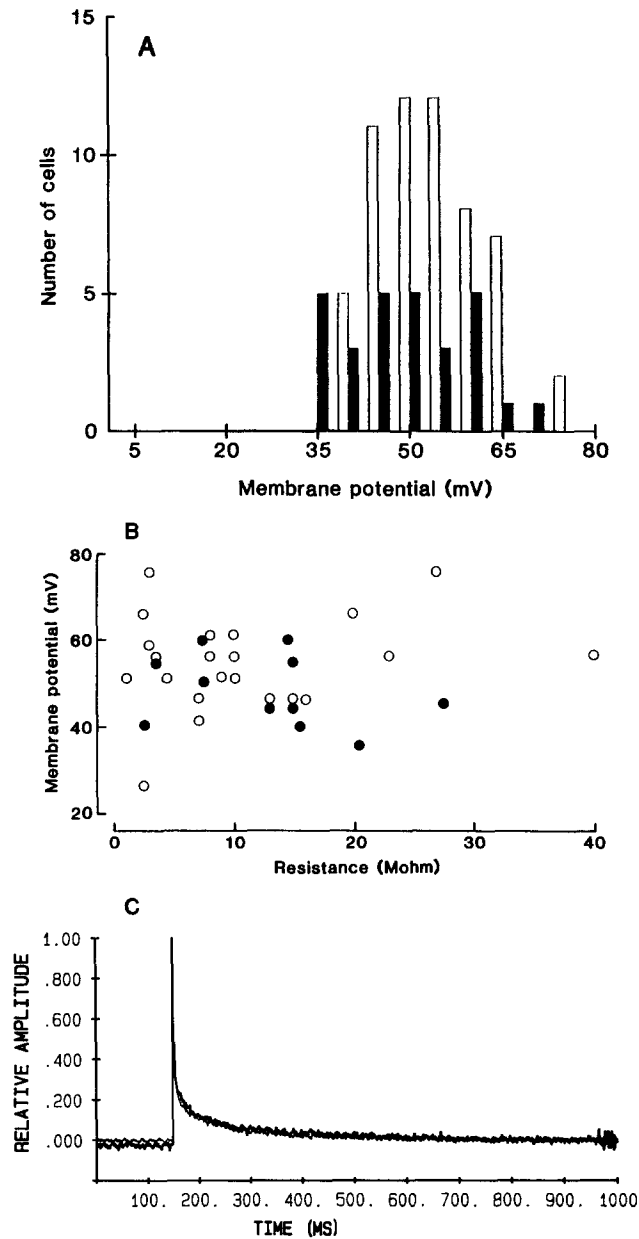 A
15
10
5
0
Number of cells
5 20 35 50 65 80
Membrane potential (mV)
B
80
60
40
20
Membrane potential (mV)
0 10 20 30 40
Resistance (Mohm)
C
1.00
.800
.600
.400
.200
.000
RELATIVE AMPLITUDE
100. 200. 300. 400. 500. 600. 700. 800. 900. 1000
TIME (MS)